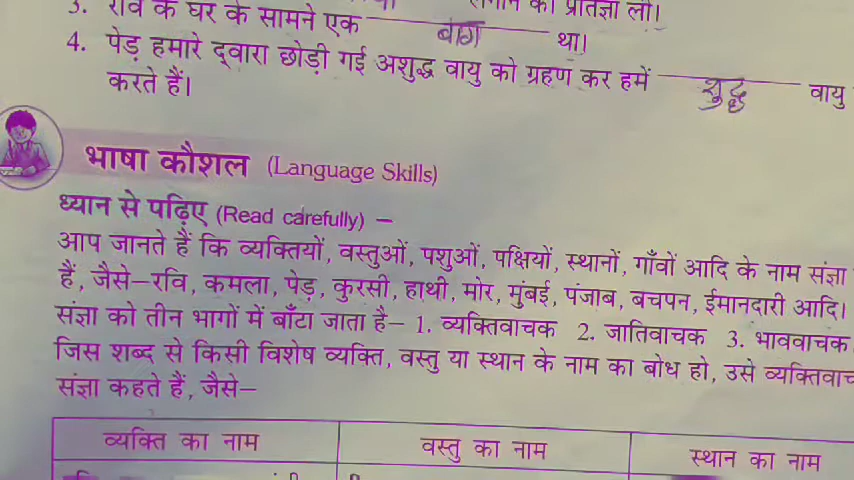 3. रवि के घर के सामने एक बाग था।
लगाने की प्रतिज्ञा ली।
4. पेड़ हमारे द्वारा छोड़ी गई अशुद्ध वायु को ग्रहण कर हमें शुद्ध वायु
करते हैं।
भाषा कौशल (Language Skills)
ध्यान से पढ़िए (Read carefully) –
आप जानते हैं कि व्यक्तियों, वस्तुओं, पशुओं, पक्षियों, स्थानों, गाँवों आदि के नाम संज्ञा
हैं, जैसे–रवि, कमला, पेड़, कुरसी, हाथी, मोर, मुंबई, पंजाब, बचपन, ईमानदारी आदि।
संज्ञा को तीन भागों में बाँटा जाता है– 1. व्यक्तिवाचक 2. जातिवाचक 3. भाववाचक
जिस शब्द से किसी विशेष व्यक्ति, वस्तु या स्थान के नाम का बोध हो, उसे व्यक्तिवाच
संज्ञा कहते हैं, जैसे–
व्यक्ति का नाम वस्तु का नाम स्थान का नाम